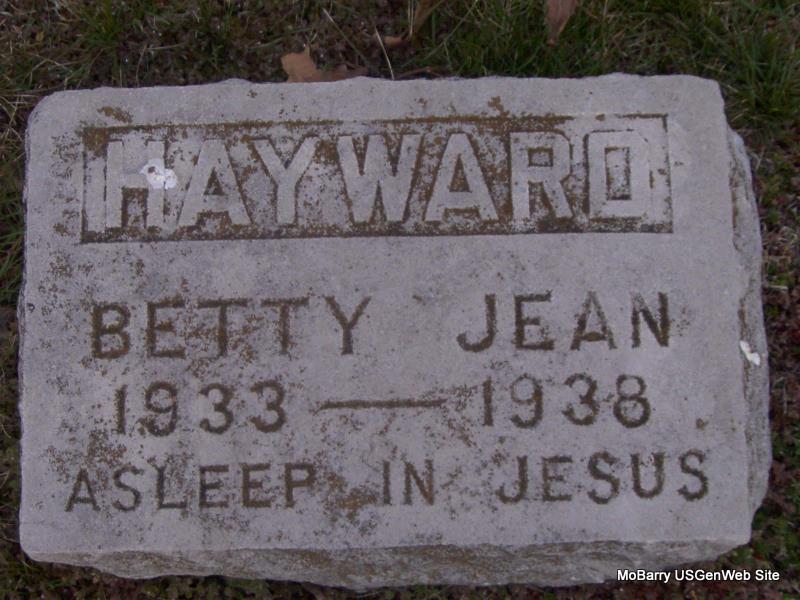 HAYWARD
BETTY JEAN
1933 — 1938
ASLEEP IN JESUS
MoBarry USGenWeb Site